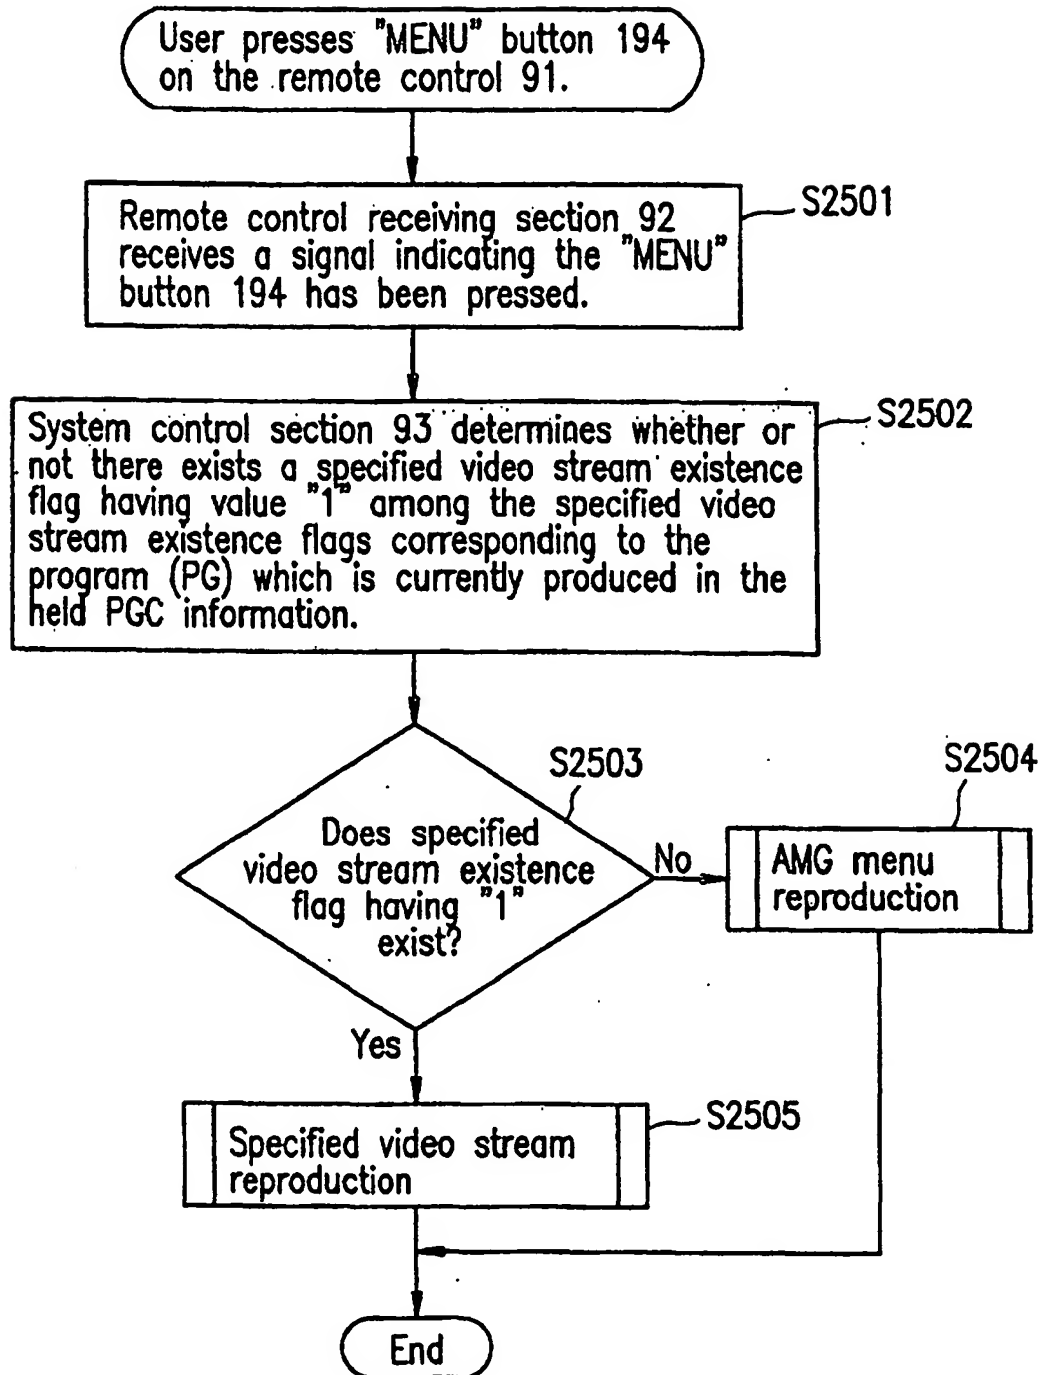 User presses "MENU" button 194
on the remote control 91.
S2501
Remote control receiving section 92
receives a signal indicating the "MENU"
button 194 has been pressed.
S2502
System control section 93 determines whether or
not there exists a specified video stream existence
flag having value "1" among the specified video
stream existence flags corresponding to the
program (PG) which is currently produced in the
held PGC information.
S2503
S2504
Does specified
video stream existence
flag having "1"
exist?
No
AMG menu
reproduction
Yes
S2505
Specified video stream
reproduction
End